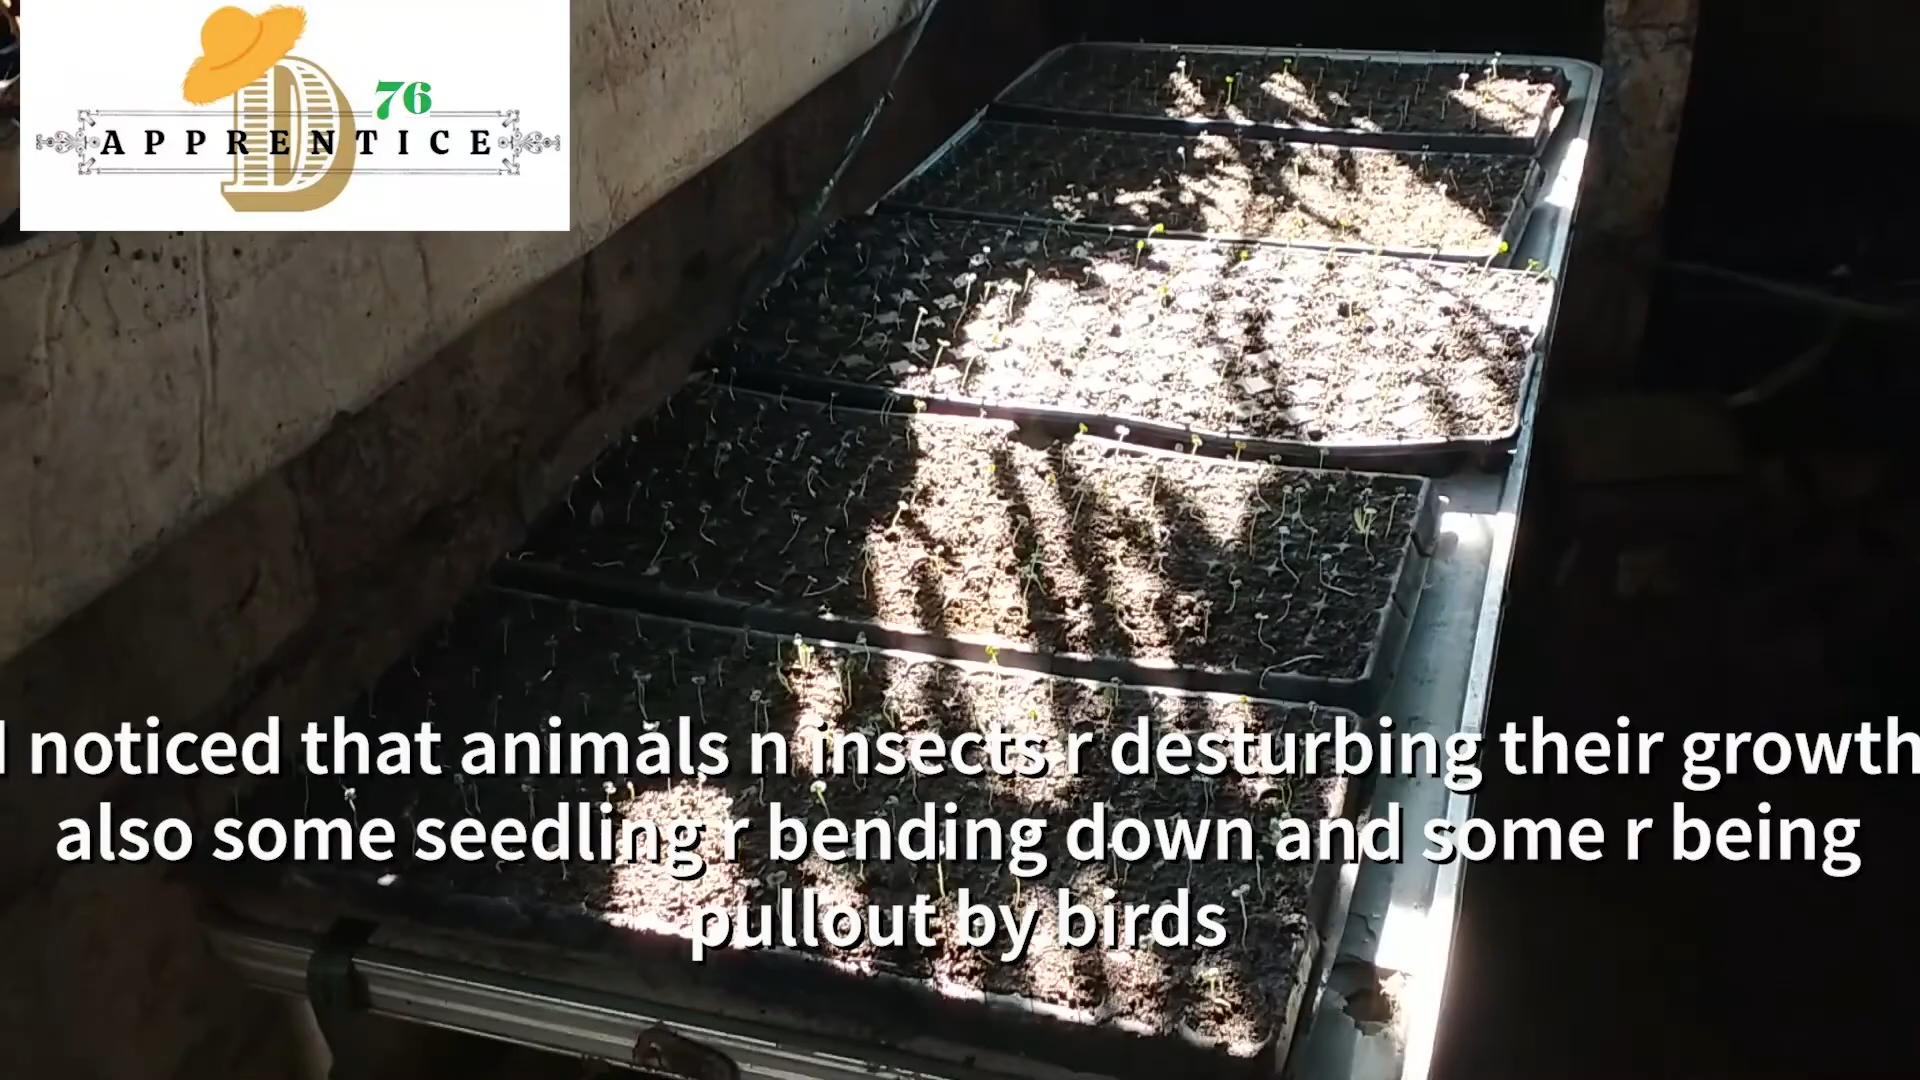 D
76
APPRENTICE
I noticed that animals n insects r desturbing their growth
also some seedling r bending down and some r being
pullout by birds